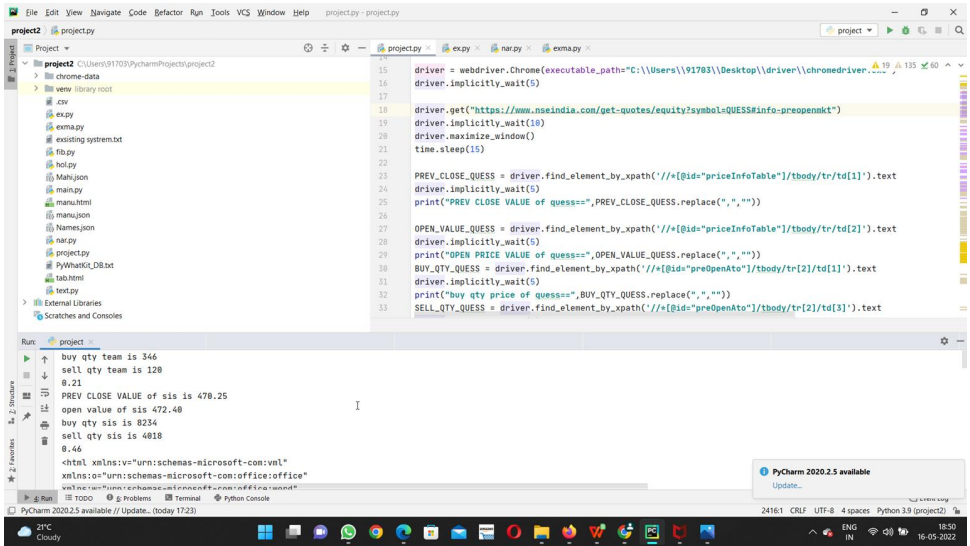 File Edit View Navigate Code Refactor Run Tools VCS Window Help project.py - project.py
project2 project.py project
Project project.py ex.py nar.py exma.py
1: Project
project2 C:\Users\91703\PycharmProjects\project2
chrome-data
venv library root
.csv
ex.py
exma.py
exsisting systrem.txt
fib.py
hol.py
Mahi.json
main.py
manu.html
manu.json
Names.json
nar.py
project.py
PyWhatKit_DB.txt
tab.html
text.py
External Libraries
Scratches and Consoles
19 135 60
14
15 driver = webdriver.Chrome(executable_path="C:\\Users\\91703\\Desktop\\driver\\chromedriver.
16 driver.implicitly_wait(5)
17
18 driver.get("https://www.nseindia.com/get-quotes/equity?symbol=QUESS#info-preopenmkt")
19 driver.implicitly_wait(10)
20 driver.maximize_window()
21 time.sleep(15)
22
23 PREV_CLOSE_QUESS = driver.find_element_by_xpath('//*[@id="priceInfoTable"]/tbody/tr/td[1]').text
24 driver.implicitly_wait(5)
25 print("PREV CLOSE VALUE of quess==",PREV_CLOSE_QUESS.replace(",",""))
26
27 OPEN_VALUE_QUESS = driver.find_element_by_xpath('//*[@id="priceInfoTable"]/tbody/tr/td[2]').text
28 driver.implicitly_wait(5)
29 print("OPEN PRICE VALUE of quess==",OPEN_VALUE_QUESS.replace(",",""))
30 BUY_QTY_QUESS = driver.find_element_by_xpath('//*[@id="preOpenAto"]/tbody/tr[2]/td[1]').text
31 driver.implicitly_wait(5)
32 print("buy qty price of quess==",BUY_QTY_QUESS.replace(",",""))
33 SELL_QTY_QUESS = driver.find_element_by_xpath('//*[@id="preOpenAto"]/tbody/tr[2]/td[3]').text
Run: project
buy qty team is 346
sell qty team is 120
0.21
PREV CLOSE VALUE of sis is 470.25
open value of sis 472.40
buy qty sis is 8234
sell qty sis is 4018
0.46
<html xmlns:v="urn:schemas-microsoft-com:vml"
xmlns:o="urn:schemas-microsoft-com:office:office"
xmlns:w="urn:schemas-microsoft-com:office:word"
Z: Structure
2: Favorites
PyCharm 2020.2.5 available
Update...
4: Run TODO 6: Problems Terminal Python Console Event Log
PyCharm 2020.2.5 available // Update... (today 17:23) 2416:1 CRLF UTF-8 4 spaces Python 3.9 (project2)
21°C
Cloudy
ENG
IN
18:50
16-05-2022